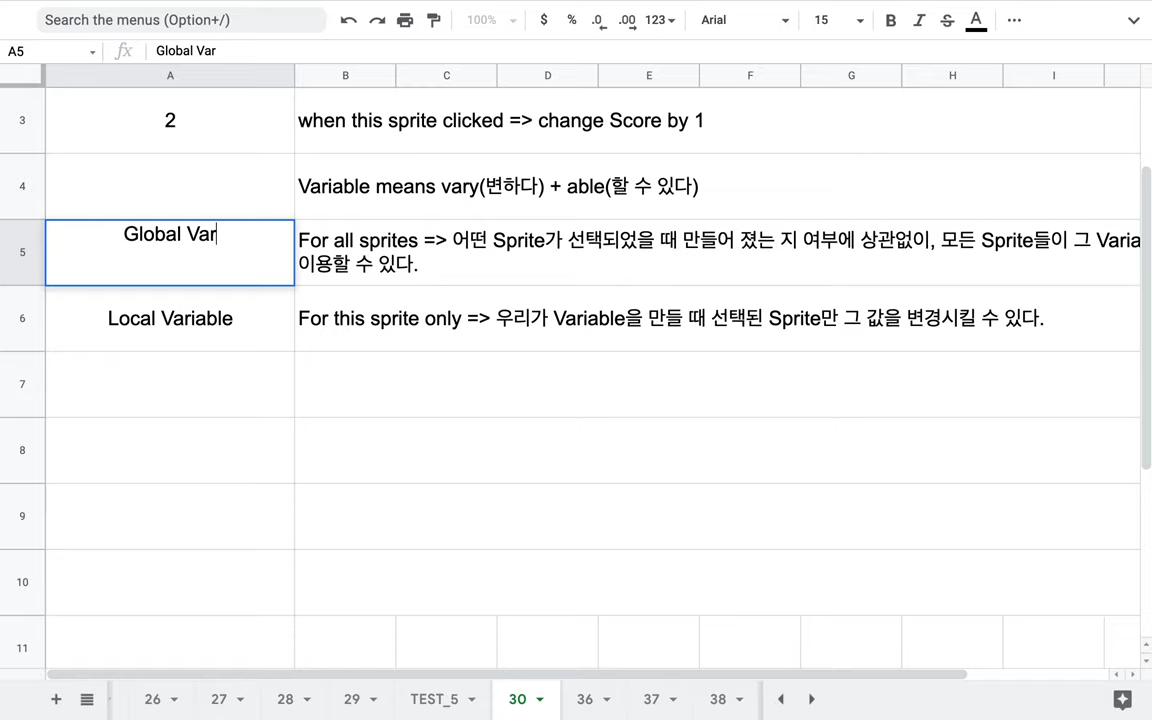 Search the menus (Option+/)
100%
$ % .0 .00 123
Arial
15
B I S A
A5
fx
Global Var
A B C D E F G H I
3
2
when this sprite clicked => change Score by 1
4
Variable means vary(변하다) + able(할 수 있다)
5
Global Var
For all sprites => 어떤 Sprite가 선택되었을 때 만들어 졌는 지 여부에 상관없이, 모든 Sprite들이 그 Varia
이용할 수 있다.
6
Local Variable
For this sprite only => 우리가 Variable을 만들 때 선택된 Sprite만 그 값을 변경시킬 수 있다.
7
8
9
10
11
26 27 28 29 TEST_5 30 36 37 38